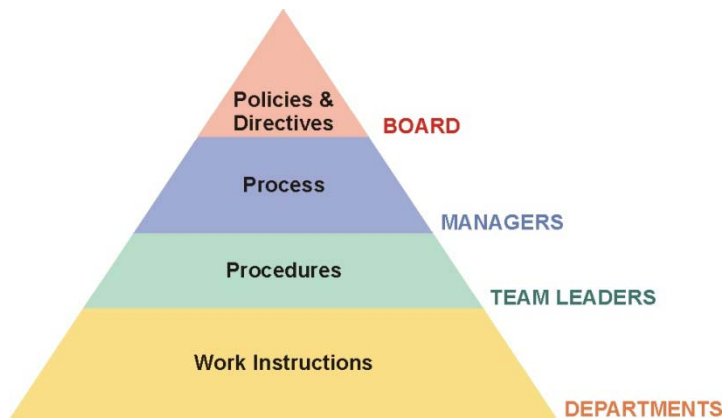 Policies &
Directives
BOARD
Process
MANAGERS
Procedures
TEAM LEADERS
Work Instructions
DEPARTMENTS